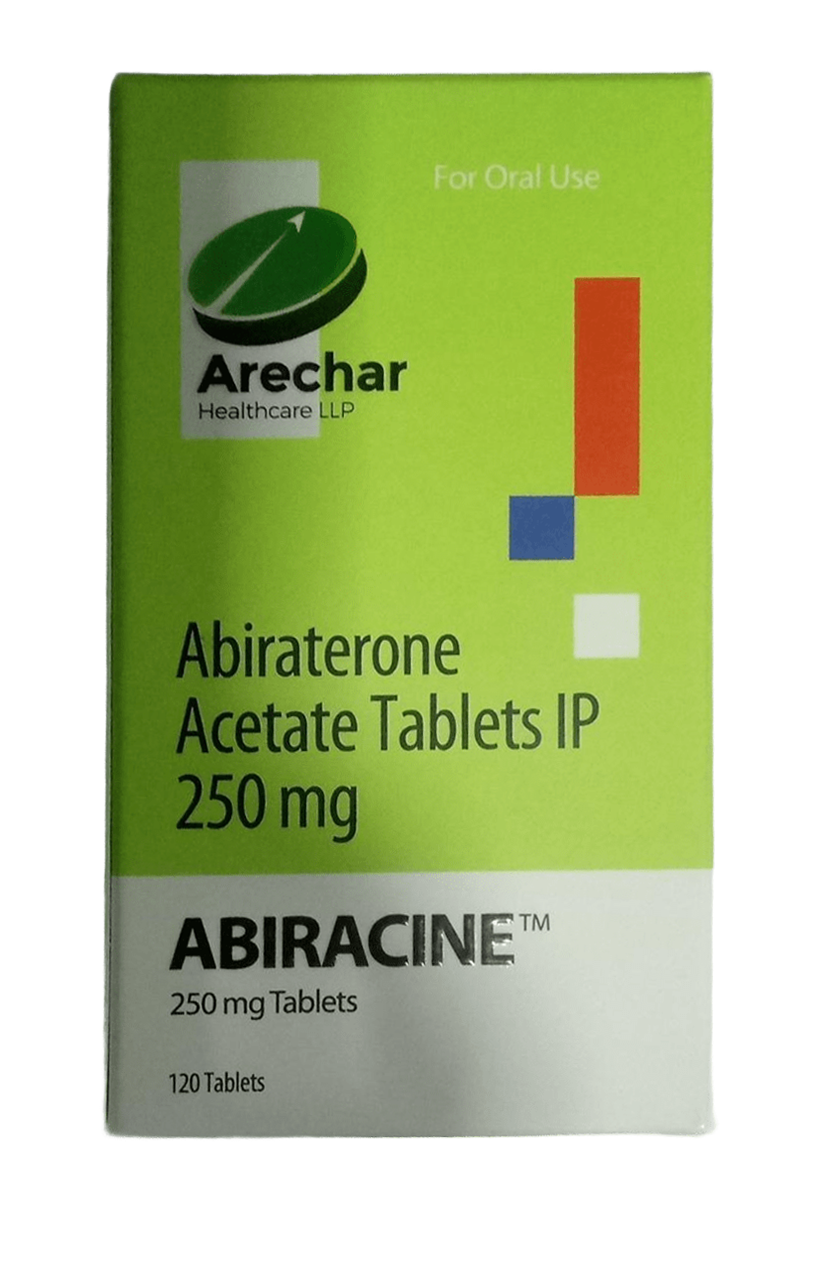 For Oral Use
Arechar
Healthcare LLP
Abiraterone
Acetate Tablets IP
250 mg
ABIRACINE™
250 mg Tablets
120 Tablets